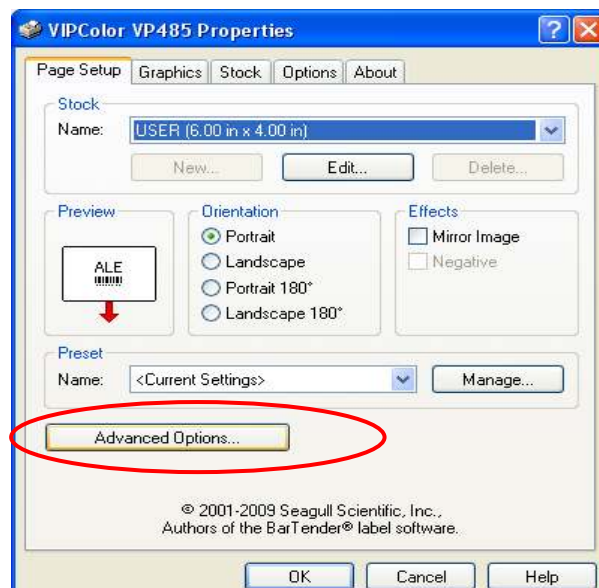 VIPColor VP485 Properties
Page Setup Graphics Stock Options About
Stock
Name: USER (6.00 in x 4.00 in)
New... Edit... Delete...
Preview
ALE
Orientation
Portrait
Landscape
Portrait 180°
Landscape 180°
Effects
Mirror Image
Negative
Preset
Name: <Current Settings> Manage...
Advanced Options...
© 2001-2009 Seagull Scientific, Inc.,
Authors of the BarTender® label software.
OK Cancel Help